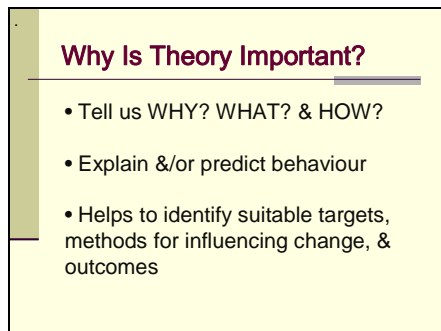 .
Why Is Theory Important?
• Tell us WHY? WHAT? & HOW?
• Explain &/or predict behaviour
• Helps to identify suitable targets,
methods for influencing change, &
outcomes